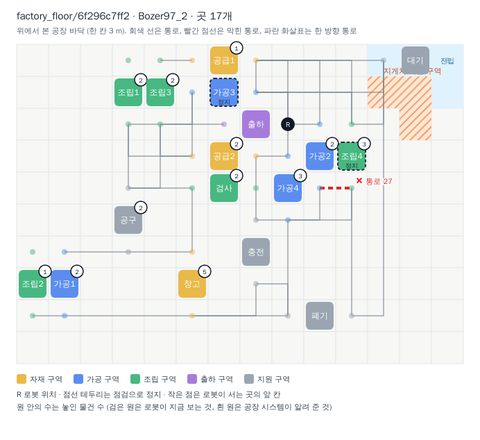 factory_floor/6f296c7ff2 · Bozer97_2 · 곳 17개
위에서 본 공장 바닥 (한 칸 3 m). 회색 선은 통로, 빨간 점선은 막힌 통로, 파란 화살표는 한 방향 통로
1
공급1
대기
전립
2
2
조립1
조립3
가공3
정지
출하
R
2
3
공급2
가공2
조립4
정지
2
3
검사
가공4
× 통로 27
2
공구
충전
1
2
5
조립2
가공1
창고
폐기
자재 구역
가공 구역
조립 구역
출하 구역
지원 구역
R 로봇 위치 · 점선 테두리는 점검으로 정지 · 작은 점은 로봇이 서는 곳의 앞 칸
원 안의 수는 놓인 물건 수 (검은 원은 로봇이 지금 보는 것, 흰 원은 공장 시스템이 알려 준 것)